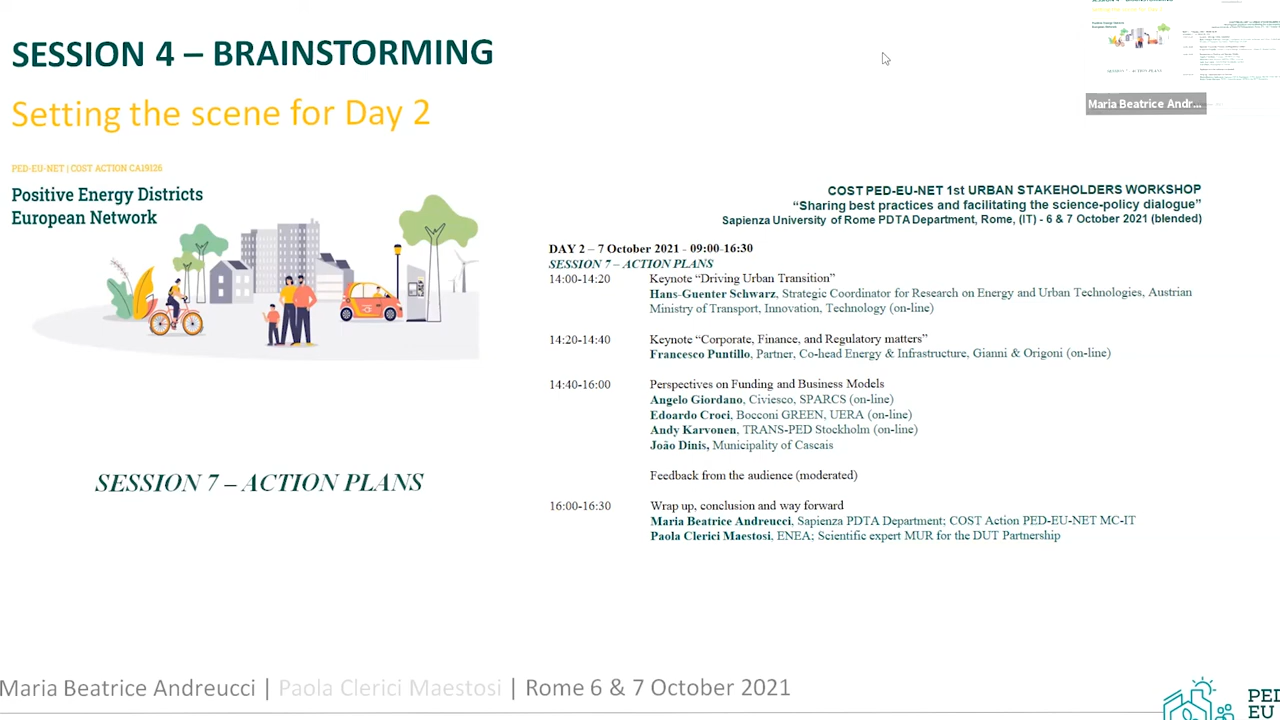 SESSION 4 – BRAINSTORMING
Setting the scene for Day 2
PED-EU-NET | COST ACTION CA19126
Positive Energy Districts
European Network
SESSION 7 – ACTION PLANS
Maria Beatrice Andr...
COST PED-EU-NET 1st URBAN STAKEHOLDERS WORKSHOP
“Sharing best practices and facilitating the science-policy dialogue”
Sapienza University of Rome PDTA Department, Rome, (IT) - 6 & 7 October 2021 (blended)
DAY 2 – 7 October 2021 - 09:00-16:30
SESSION 7 – ACTION PLANS
14:00-14:20 Keynote “Driving Urban Transition”
Hans-Guenter Schwarz, Strategic Coordinator for Research on Energy and Urban Technologies, Austrian
Ministry of Transport, Innovation, Technology (on-line)
14:20-14:40 Keynote “Corporate, Finance, and Regulatory matters”
Francesco Puntillo, Partner, Co-head Energy & Infrastructure, Gianni & Origoni (on-line)
14:40-16:00 Perspectives on Funding and Business Models
Angelo Giordano, Civiesco, SPARCS (on-line)
Edoardo Croci, Bocconi GREEN, UERA (on-line)
Andy Karvonen, TRANS-PED Stockholm (on-line)
João Dinis, Municipality of Cascais
Feedback from the audience (moderated)
16:00-16:30 Wrap up, conclusion and way forward
Maria Beatrice Andreucci, Sapienza PDTA Department; COST Action PED-EU-NET MC-IT
Paola Clerici Maestosi, ENEA; Scientific expert MUR for the DUT Partnership
Maria Beatrice Andreucci | Paola Clerici Maestosi | Rome 6 & 7 October 2021
PED
EU